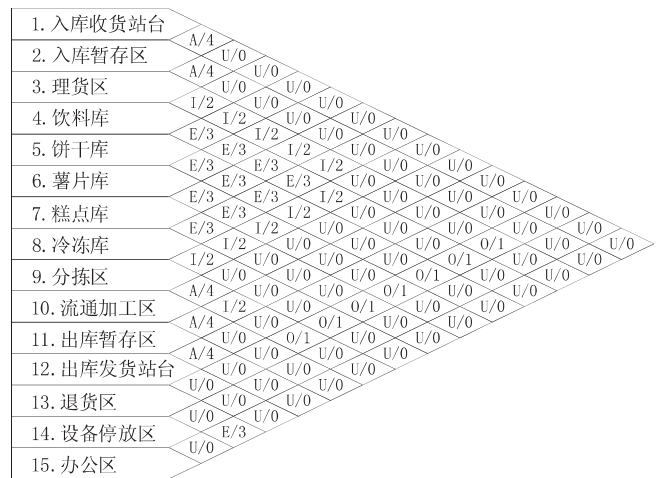 1.入库收货站台
A/4
2.入库暂存区 U/0
A/4 U/0
3.理货区 U/0 U/0
I/2 U/0 U/0
4.饮料库 I/2 U/0 U/0
E/3 I/2 U/0 U/0
5.饼干库 E/3 I/2 U/0 U/0
E/3 E/3 I/2 U/0 U/0
6.薯片库 E/3 E/3 U/0 U/0 U/0
E/3 E/3 I/2 U/0 U/0 U/0
7.糕点库 E/3 I/2 U/0 U/0 U/0 U/0
E/3 I/2 U/0 U/0 U/0 U/0 U/0
8.冷冻库 I/2 U/0 U/0 U/0 O/1 U/0 U/0
I/2 U/0 U/0 U/0 O/1 U/0 U/0
9.分拣区 U/0 U/0 U/0 O/1 U/0 U/0
A/4 U/0 U/0 O/1 U/0 U/0
10.流通加工区 I/2 U/0 O/1 U/0 U/0
A/4 U/0 O/1 U/0 U/0
11.出库暂存区 U/0 O/1 U/0 U/0
A/4 U/0 U/0 U/0
12.出库发货站台 U/0 U/0 U/0
U/0 U/0 U/0
13.退货区 U/0 U/0
U/0 U/0
14.设备停放区 E/3
U/0
15.办公区